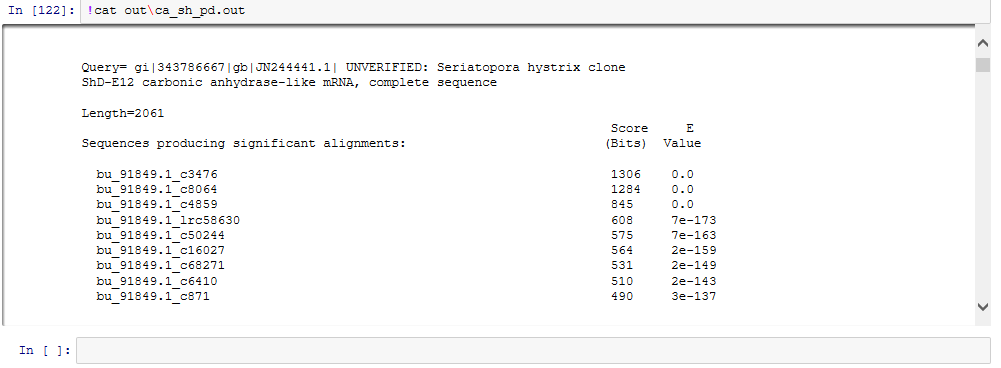 In [122]: !cat out\ca_sh_pd.out
Query= gi|343786667|gb|JN244441.1| UNVERIFIED: Seriatopora hystrix clone
ShD-E12 carbonic anhydrase-like mRNA, complete sequence
Length=2061
Score E
Sequences producing significant alignments: (Bits) Value
bu_91849.1_c3476 1306 0.0
bu_91849.1_c8064 1284 0.0
bu_91849.1_c4859 845 0.0
bu_91849.1_lrc58630 608 7e-173
bu_91849.1_c50244 575 7e-163
bu_91849.1_c16027 564 2e-159
bu_91849.1_c68271 531 2e-149
bu_91849.1_c6410 510 2e-143
bu_91849.1_c871 490 3e-137
In [ ]: